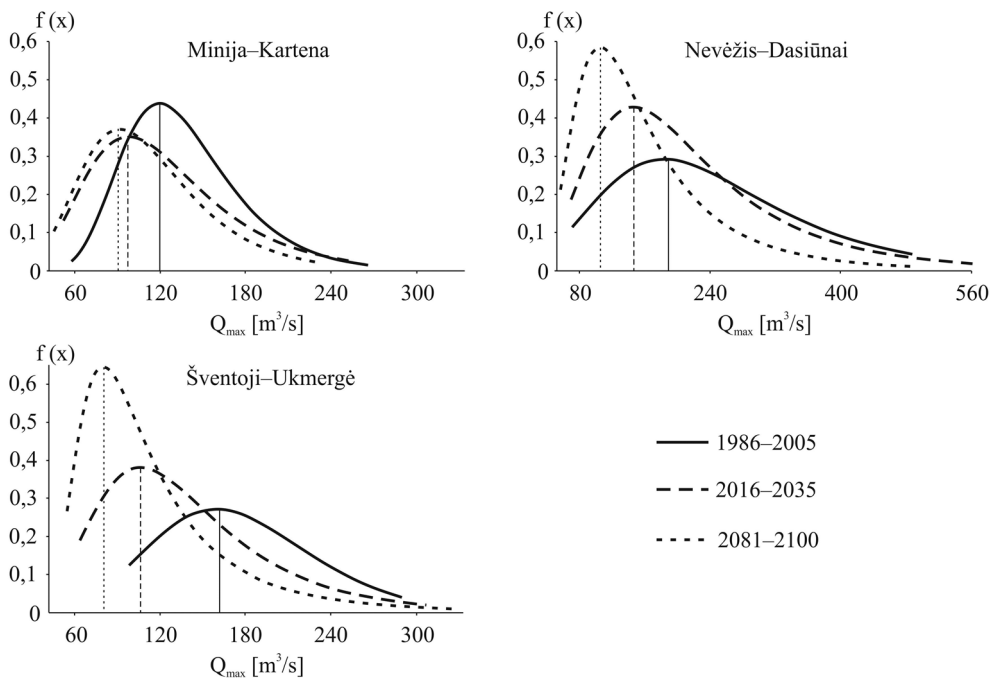 f (x)
Minija–Kartena
0,6
0,5
0,4
0,3
0,2
0,1
0
60 120 180 240 300
Qmax [m³/s]
f (x)
Nevėžis–Dasiūnai
0,6
0,5
0,4
0,3
0,2
0,1
0
80 240 400 560
Qmax [m³/s]
f (x)
Šventoji–Ukmergė
0,6
0,5
0,4
0,3
0,2
0,1
0
60 120 180 240 300
Qmax [m³/s]
1986–2005
2016–2035
2081–2100